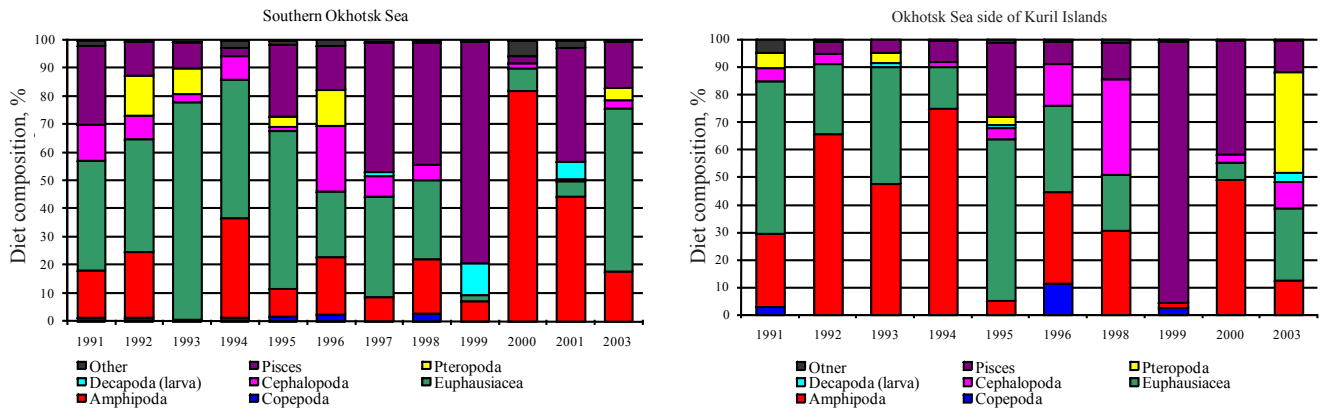 Southern Okhotsk Sea
Diet composition, %
100
90
80
70
60
50
40
30
20
10
0
1991 1992 1993 1994 1995 1996 1997 1998 1999 2000 2001 2003
Other Pisces Pteropoda
Decapoda (larva) Cephalopoda Euphausiacea
Amphipoda Copepoda
Okhotsk Sea side of Kuril Islands
Diet composition, %
100
90
80
70
60
50
40
30
20
10
0
1991 1992 1993 1994 1995 1996 1998 1999 2000 2003
Otner Pisces Pteropoda
Decapoda (larva) Cephalopoda Euphausiacea
Amphipoda Copepoda